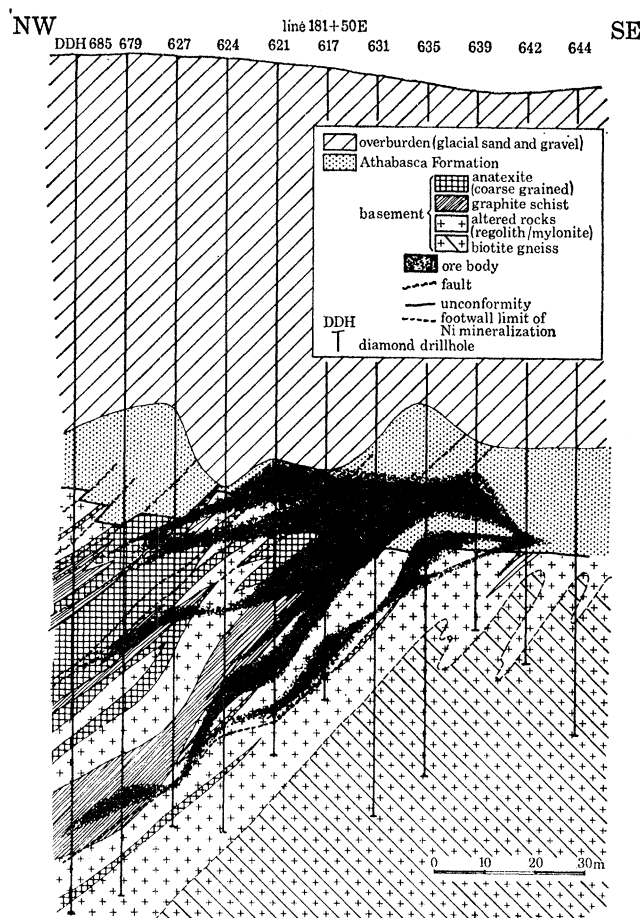 NW
line 181+50E
SE
DDH 685 679 627 624 621 617 631 635 639 642 644
overburden (glacial sand and gravel)
Athabasca Formation
basement
anatexite
(coarse grained)
graphite schist
altered rocks
(regolith/mylonite)
biotite gneiss
ore body
fault
unconformity
footwall limit of
Ni mineralization
DDH
diamond drillhole
0 10 20 30m